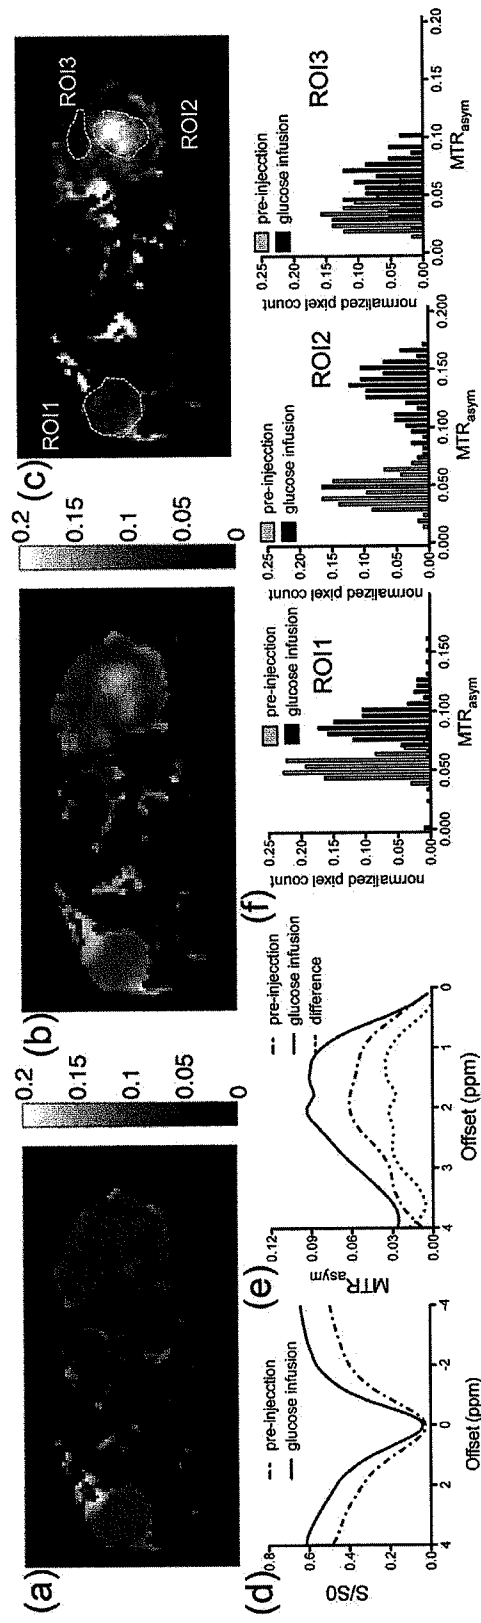 (a)
0.2
0.15
0.1
0.05
0
(b)
0.2
0.15
0.1
0.05
0
(c)
ROI1
ROI3
ROI2
(d)
0.8
0.6
0.4
0.2
0.0
S/S0
pre-injecction
glucose infusion
4
2
0
-2
-4
Offset (ppm)
(e)
0.12
0.09
0.06
0.03
0.00
MTRasym
pre-injecction
glucose infusion
difference
4
3
2
1
0
Offset (ppm)
(f)
0.25
0.20
0.15
0.10
0.05
0.00
normalized pixel count
pre-injecction
glucose infusion
ROI1
0.000
0.050
0.100
0.150
MTRasym
0.25
0.20
0.15
0.10
0.05
0.00
normalized pixel count
pre-injecction
glucose infusion
ROI2
0.000
0.050
0.100
0.150
0.200
MTRasym
0.25
0.20
0.15
0.10
0.05
0.00
normalized pixel count
pre-injecction
glucose infusion
ROI3
0.00
0.05
0.10
0.15
0.20
MTRasym